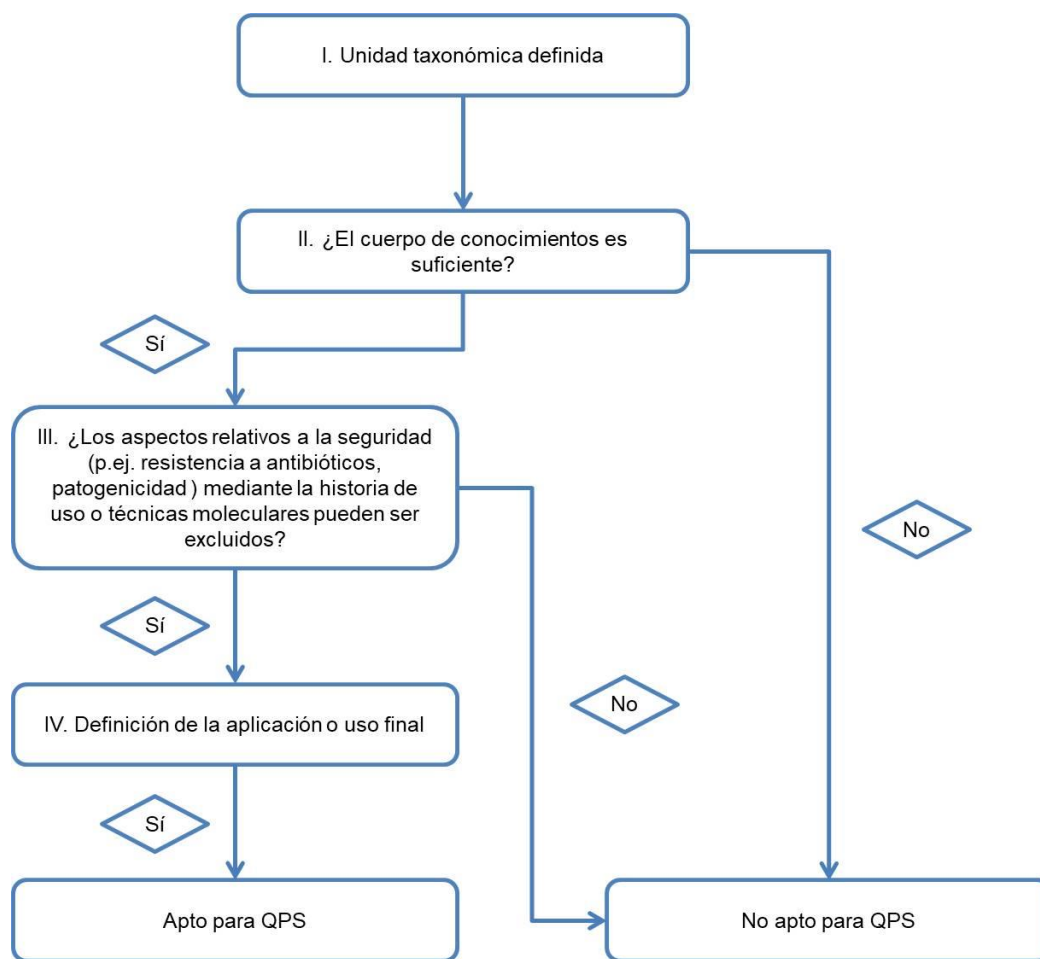 I. Unidad taxonómica definida
II. ¿El cuerpo de conocimientos es
suficiente?
Sí
III. ¿Los aspectos relativos a la seguridad
(p.ej. resistencia a antibióticos,
patogenicidad ) mediante la historia de
uso o técnicas moleculares pueden ser
excluidos?
No
Sí
No
IV. Definición de la aplicación o uso final
Sí
Apto para QPS
No apto para QPS